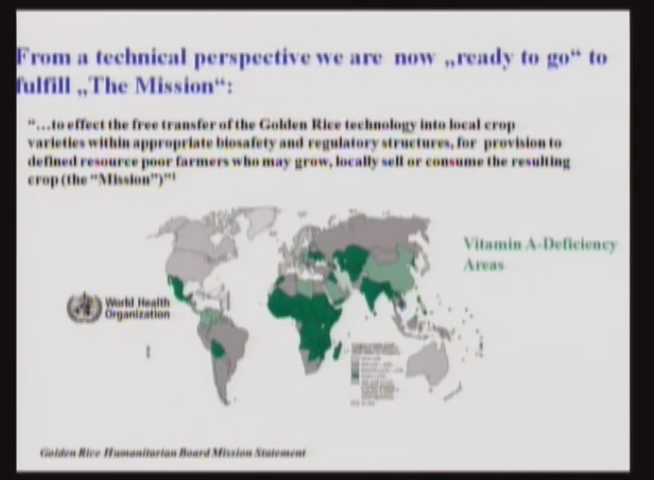 From a technical perspective we are now „ready to go“ to
fulfill „The Mission“:
“...to effect the free transfer of the Golden Rice technology into local crop
varieties within appropriate biosafety and regulatory structures, for provision to
defined resource poor farmers who may grow, locally sell or consume the resulting
crop (the “Mission”)”
Vitamin A-Deficiency
Areas
World Health
Organization
Golden Rice Humanitarian Board Mission Statement